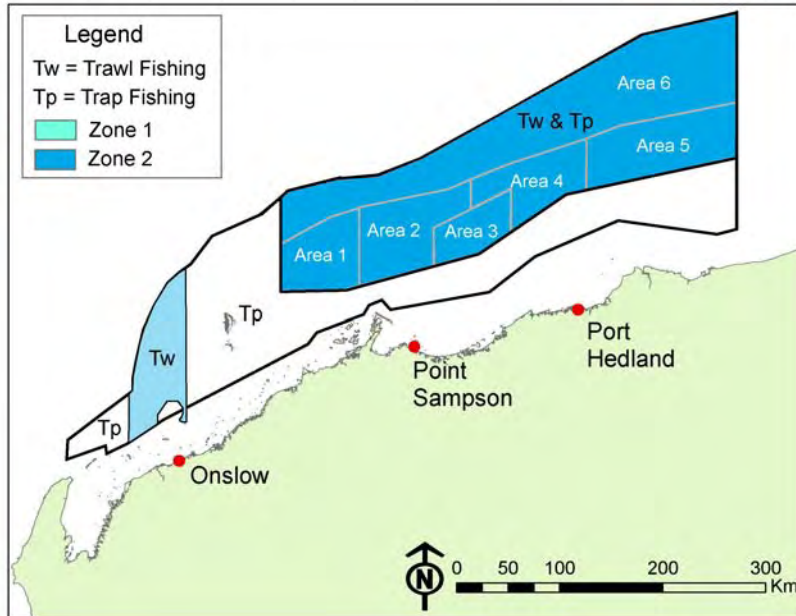 Legend
Tw = Trawl Fishing
Tp = Trap Fishing
Zone 1
Zone 2
Area 6
Tw & Tp
Area 5
Area 4
Area 3
Area 2
Area 1
Tp
Tw
Tp
Port
Hedland
Point
Sampson
Onslow
N
0 50 100 200 300
Km